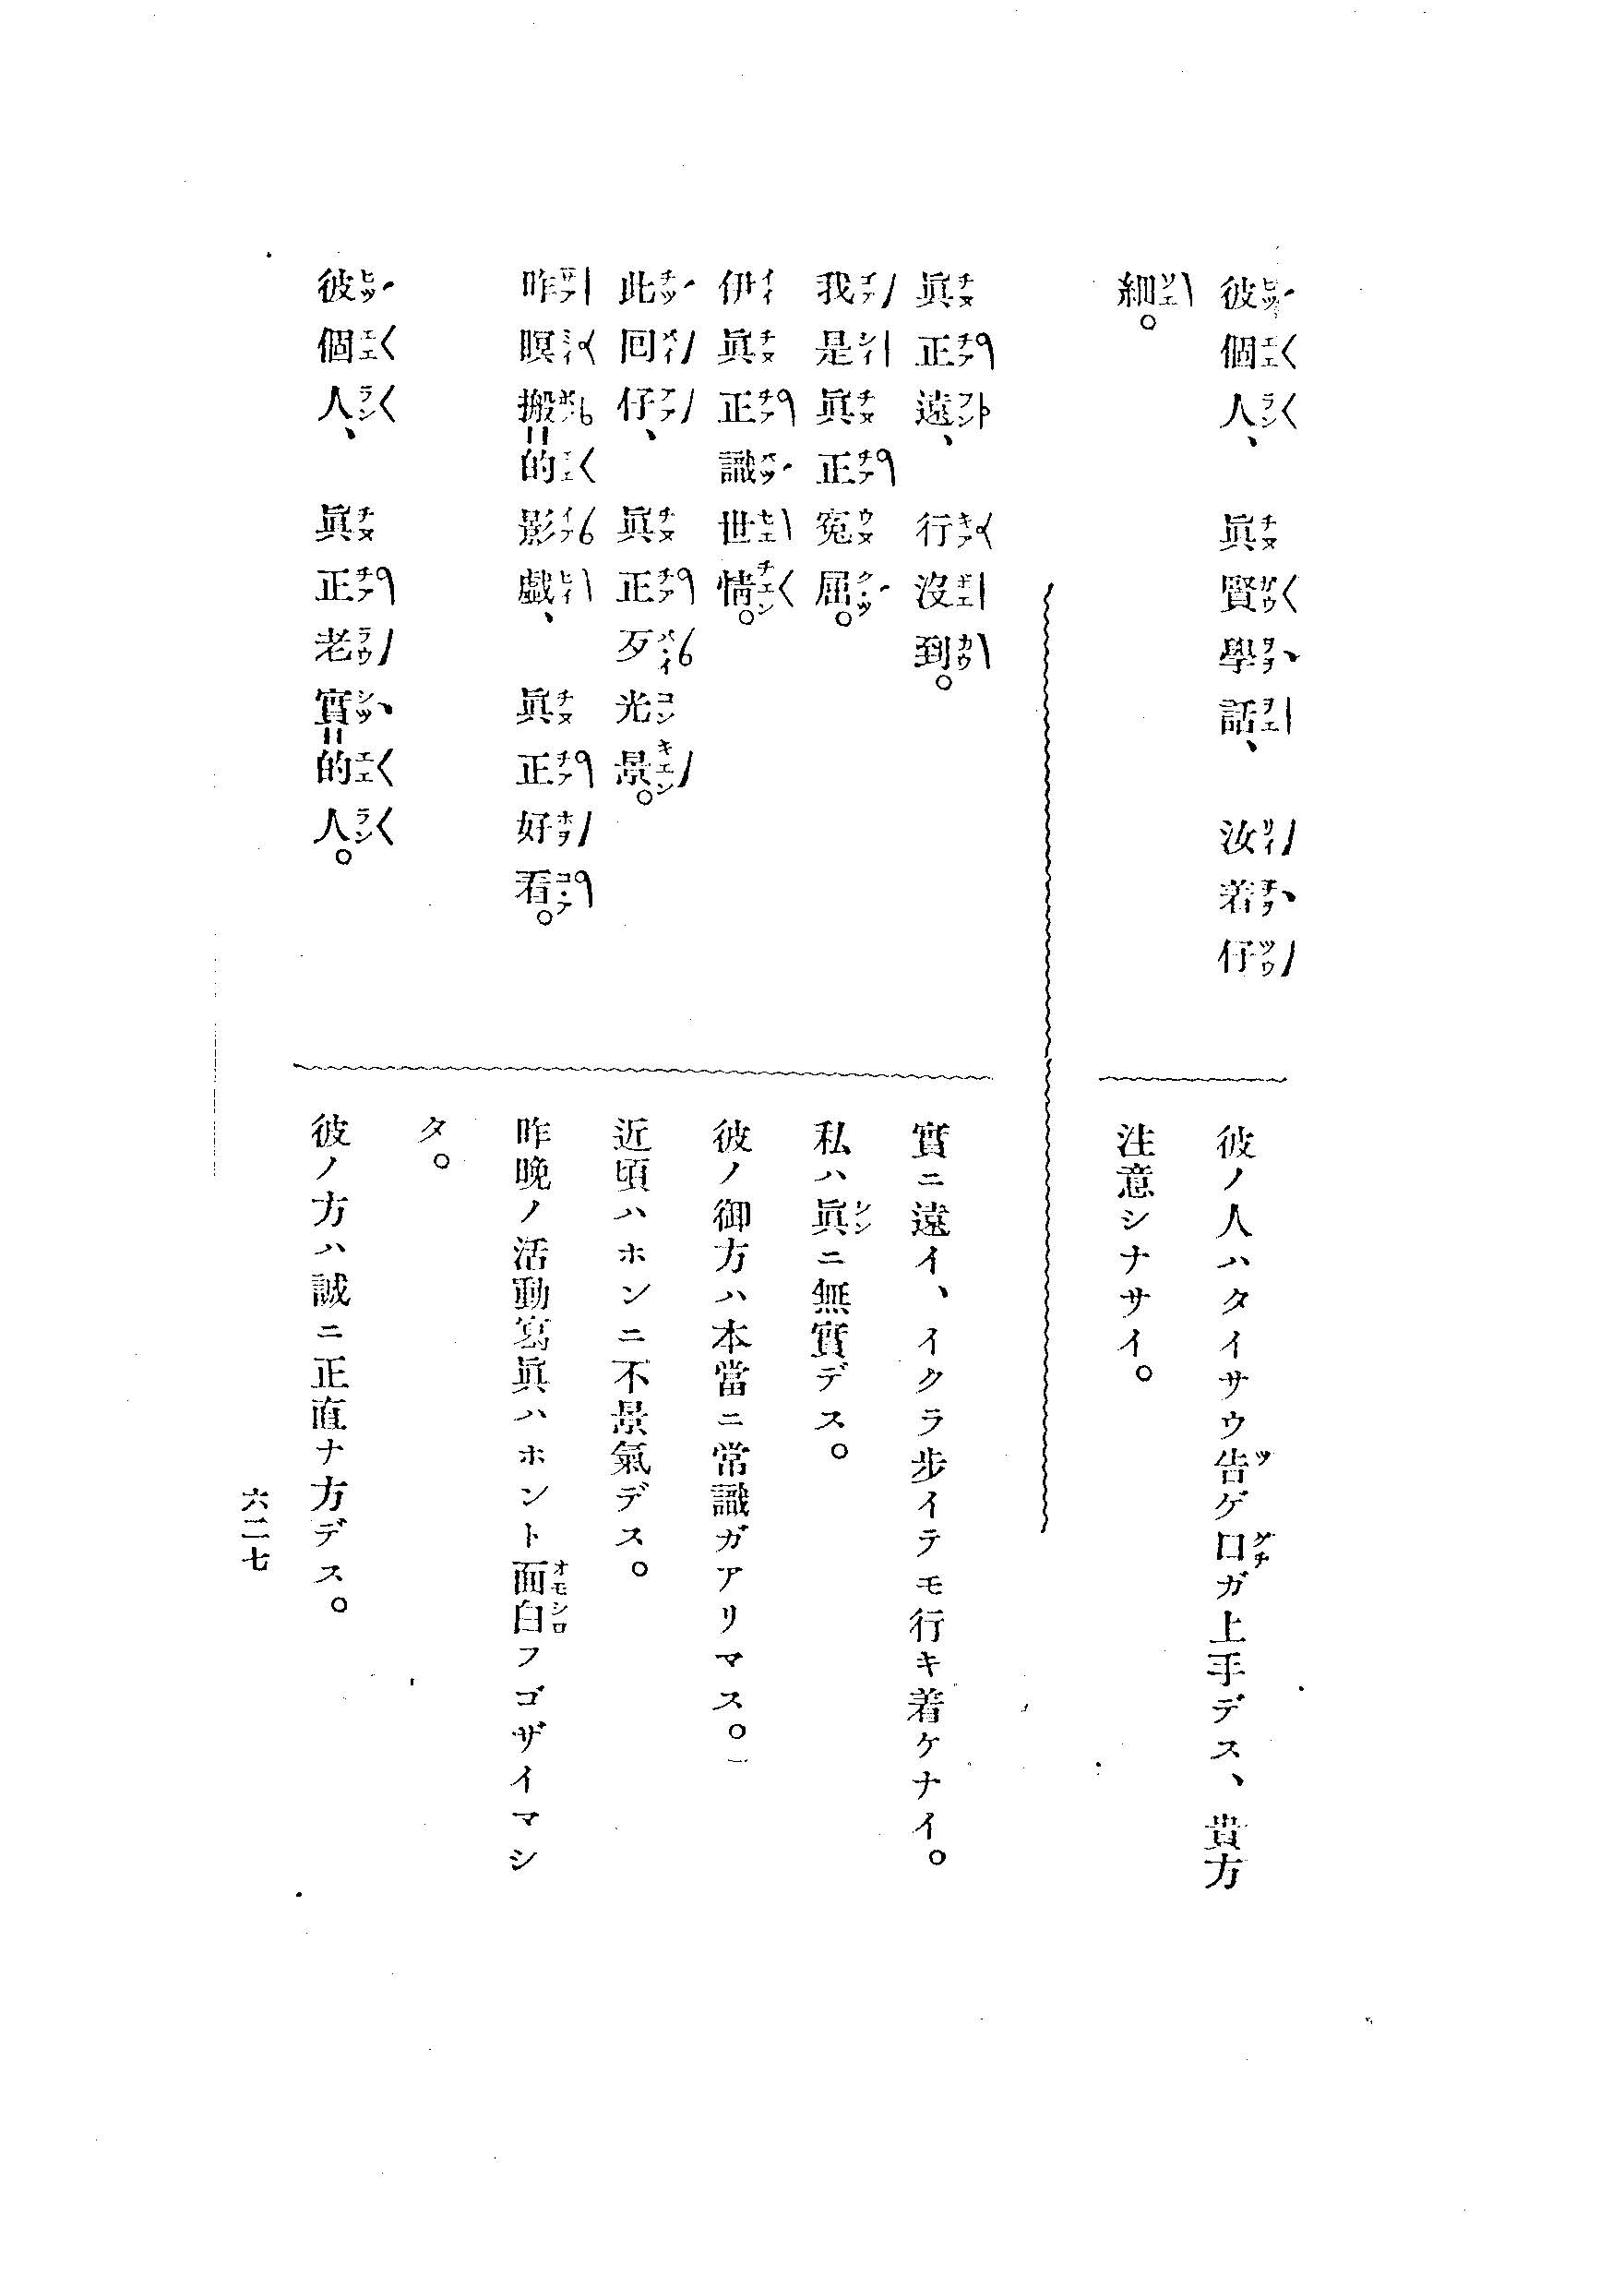 彼個人、眞賢學話、汝着仔
細。
彼ノ人ハタイサウ告ゲ口ガ上手デス、貴方
注意シナサイ。
眞正遠、行沒到。
實ニ遠イ、イクラ步イテモ行キ着ケナイ。
我是眞正寃屈。
私ハ眞ニ無實デス。
伊眞正識世情。
彼ノ御方ハ本當ニ常識ガアリマス。
此回仔、眞正歹光景。
近頃ハホンニ不景氣デス。
昨暝搬的影戲、眞正好看。
昨晚ノ活動寫眞ハホント面白フゴザイマシ
タ。
彼個人、眞正老實的人。
彼ノ方ハ誠ニ正直ナ方デス。
六二七